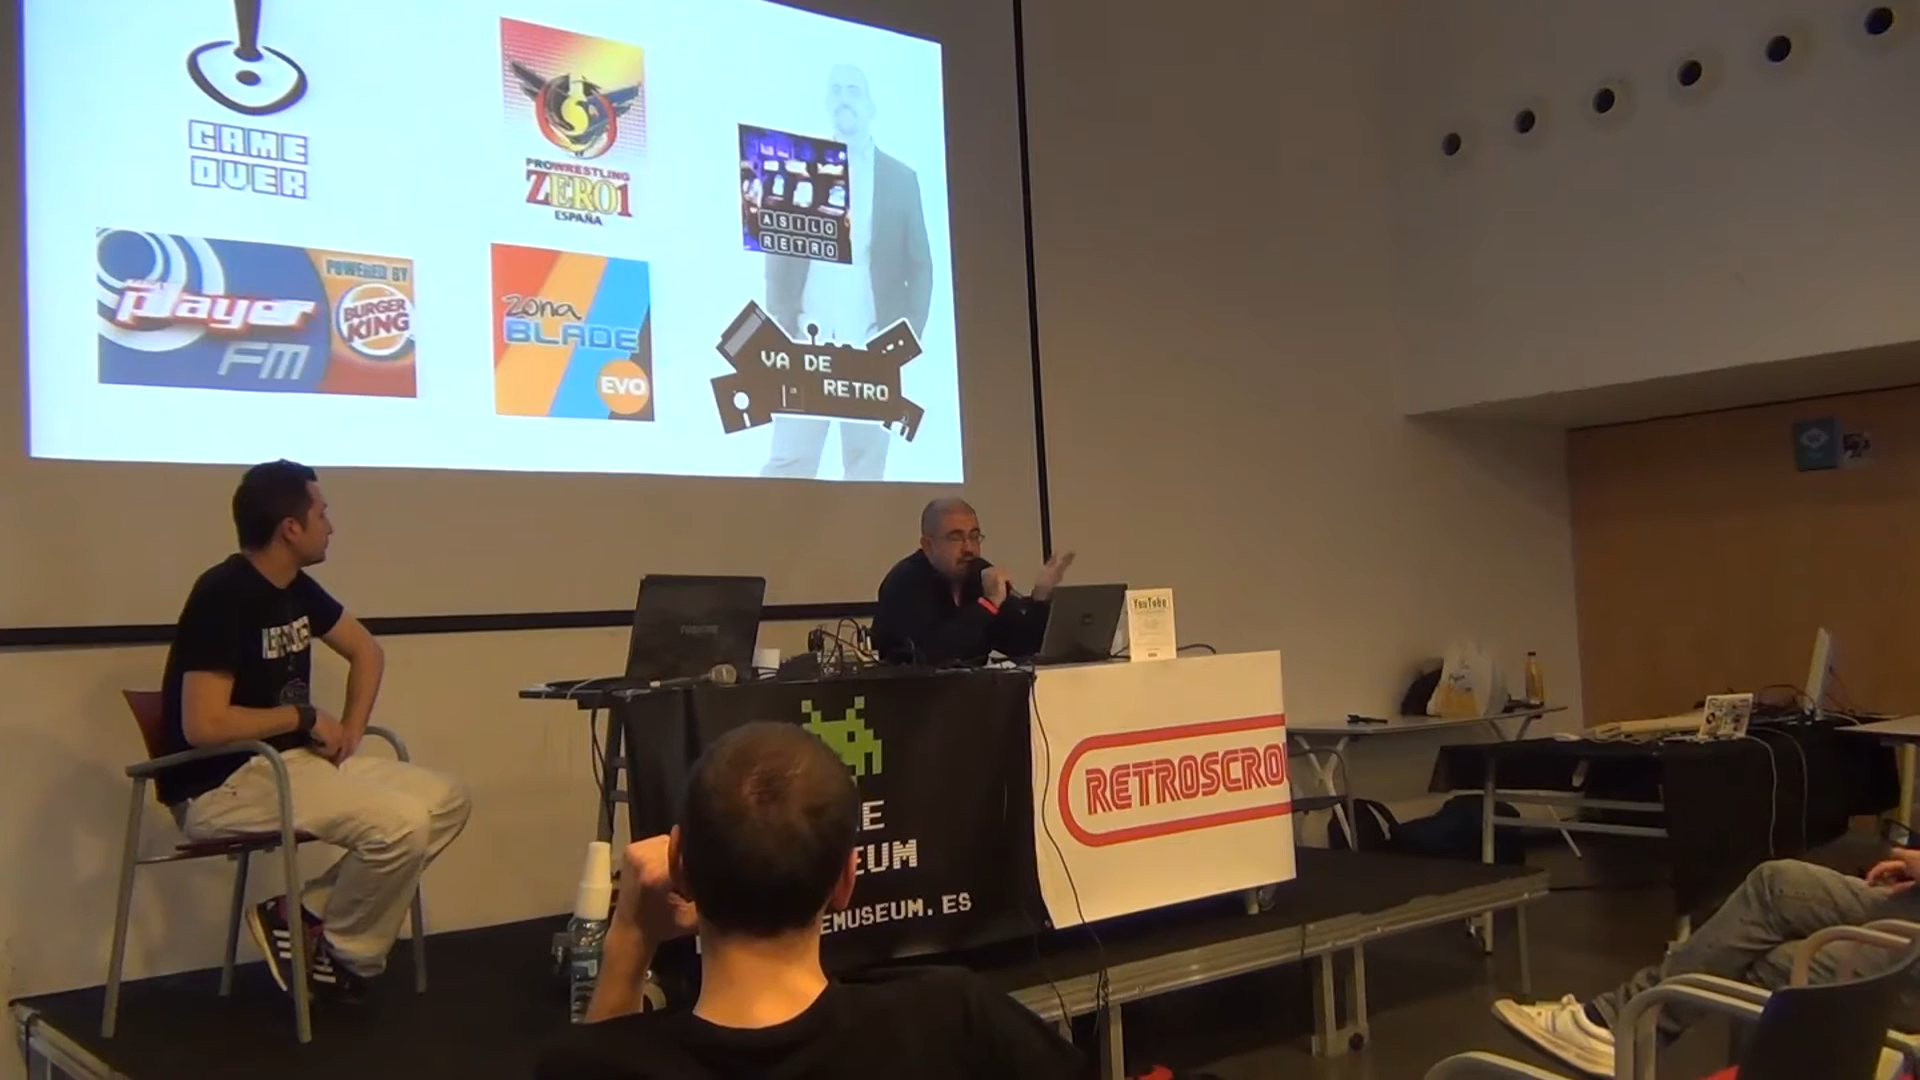 GAME
OVER
PROWRESTLING
ZERO1
ESPAÑA
ASILO
RETRO
player
FM
POWERED BY
BURGER
KING
zona
BLADE
EVO
VA DE
RETRO
YouTube
RETROSCRO
EUM
EMUSEUM.ES